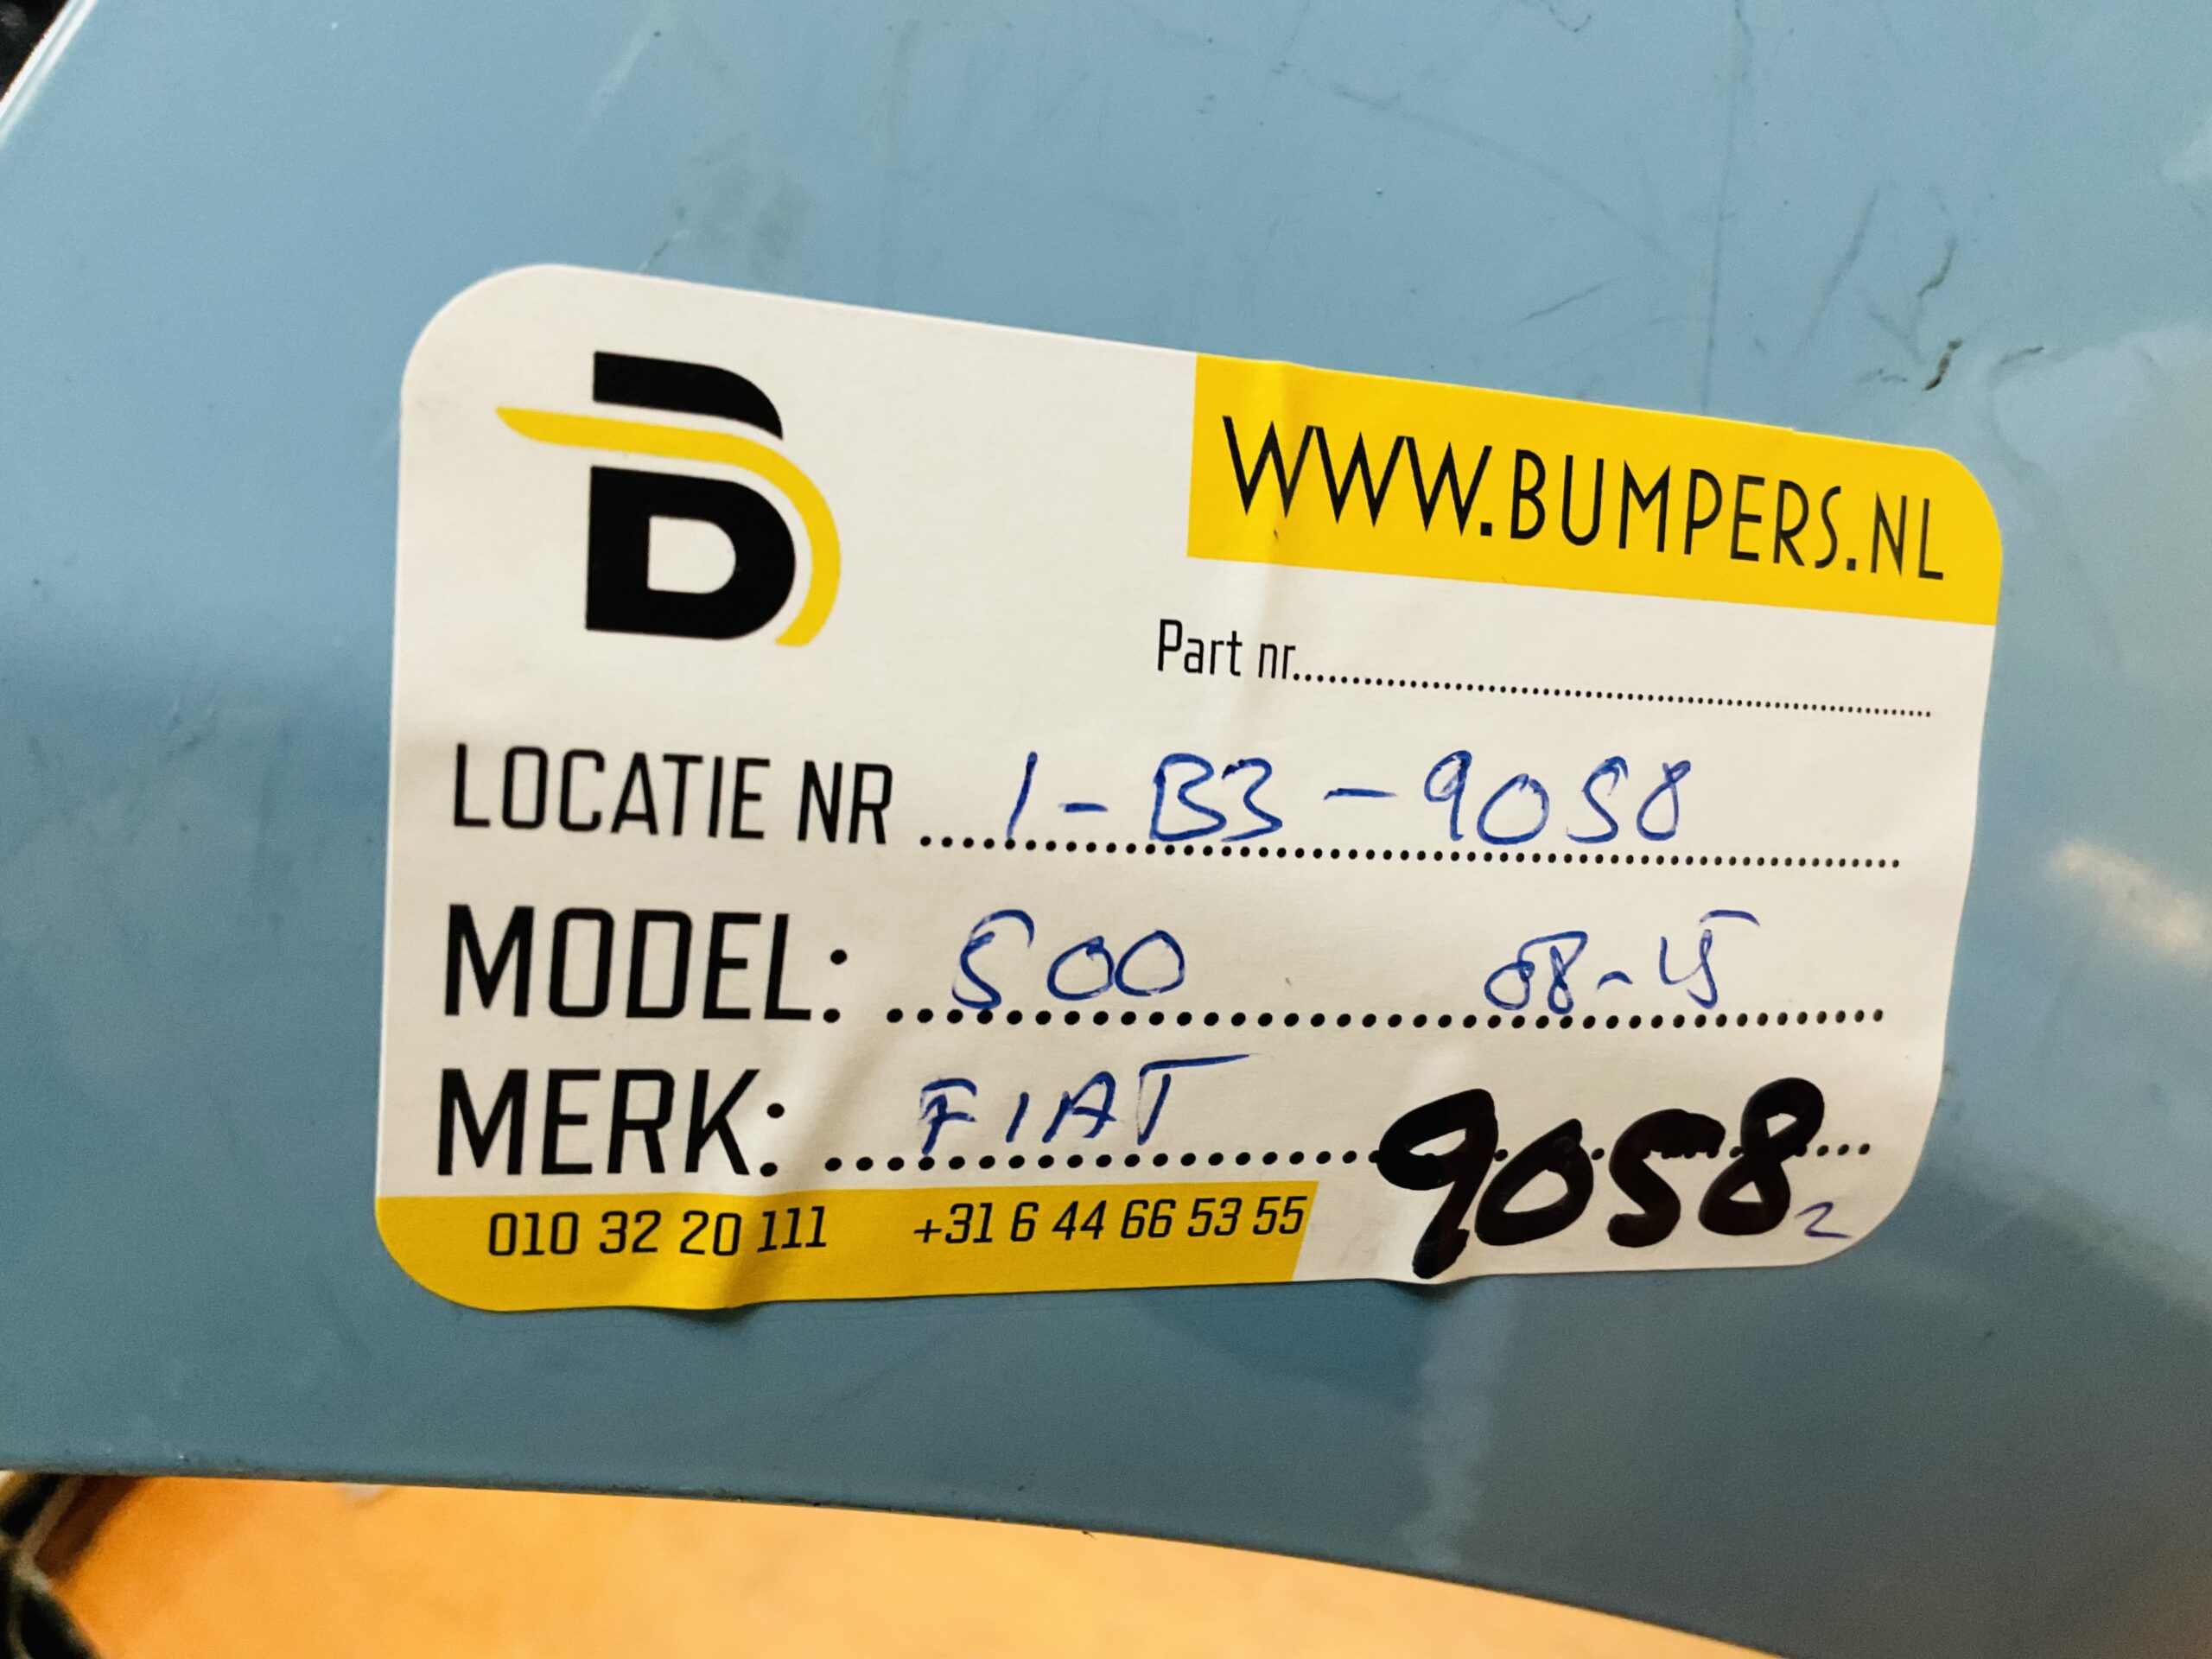 B
WWW.BUMPERS.NL
Part nr................
LOCATIE NR 1-B3-9058
MODEL: 500 08-15
MERK: FIAT
9058 2
010 32 20 111 +31 6 44 66 53 55